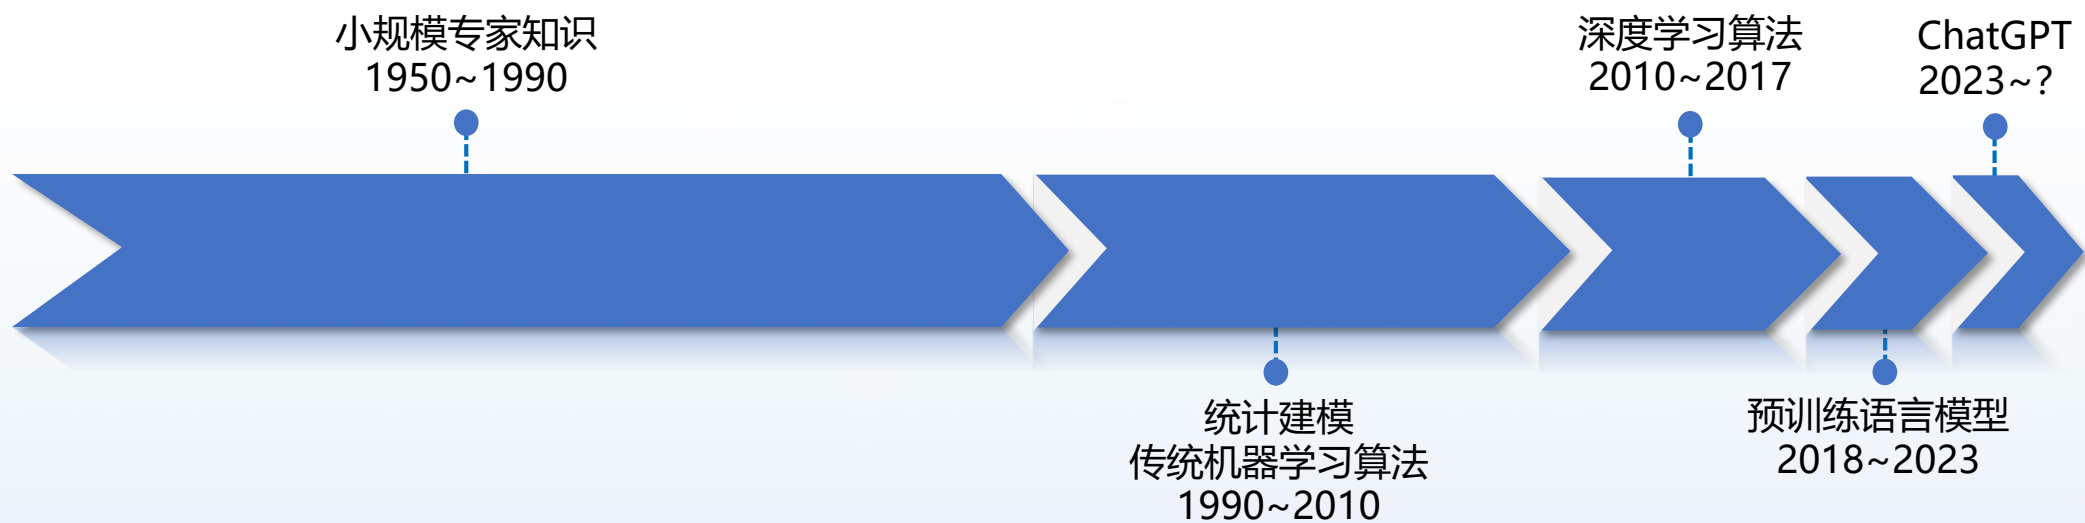 小规模专家知识
1950~1990
统计建模
传统机器学习算法
1990~2010
深度学习算法
2010~2017
预训练语言模型
2018~2023
ChatGPT
2023~?